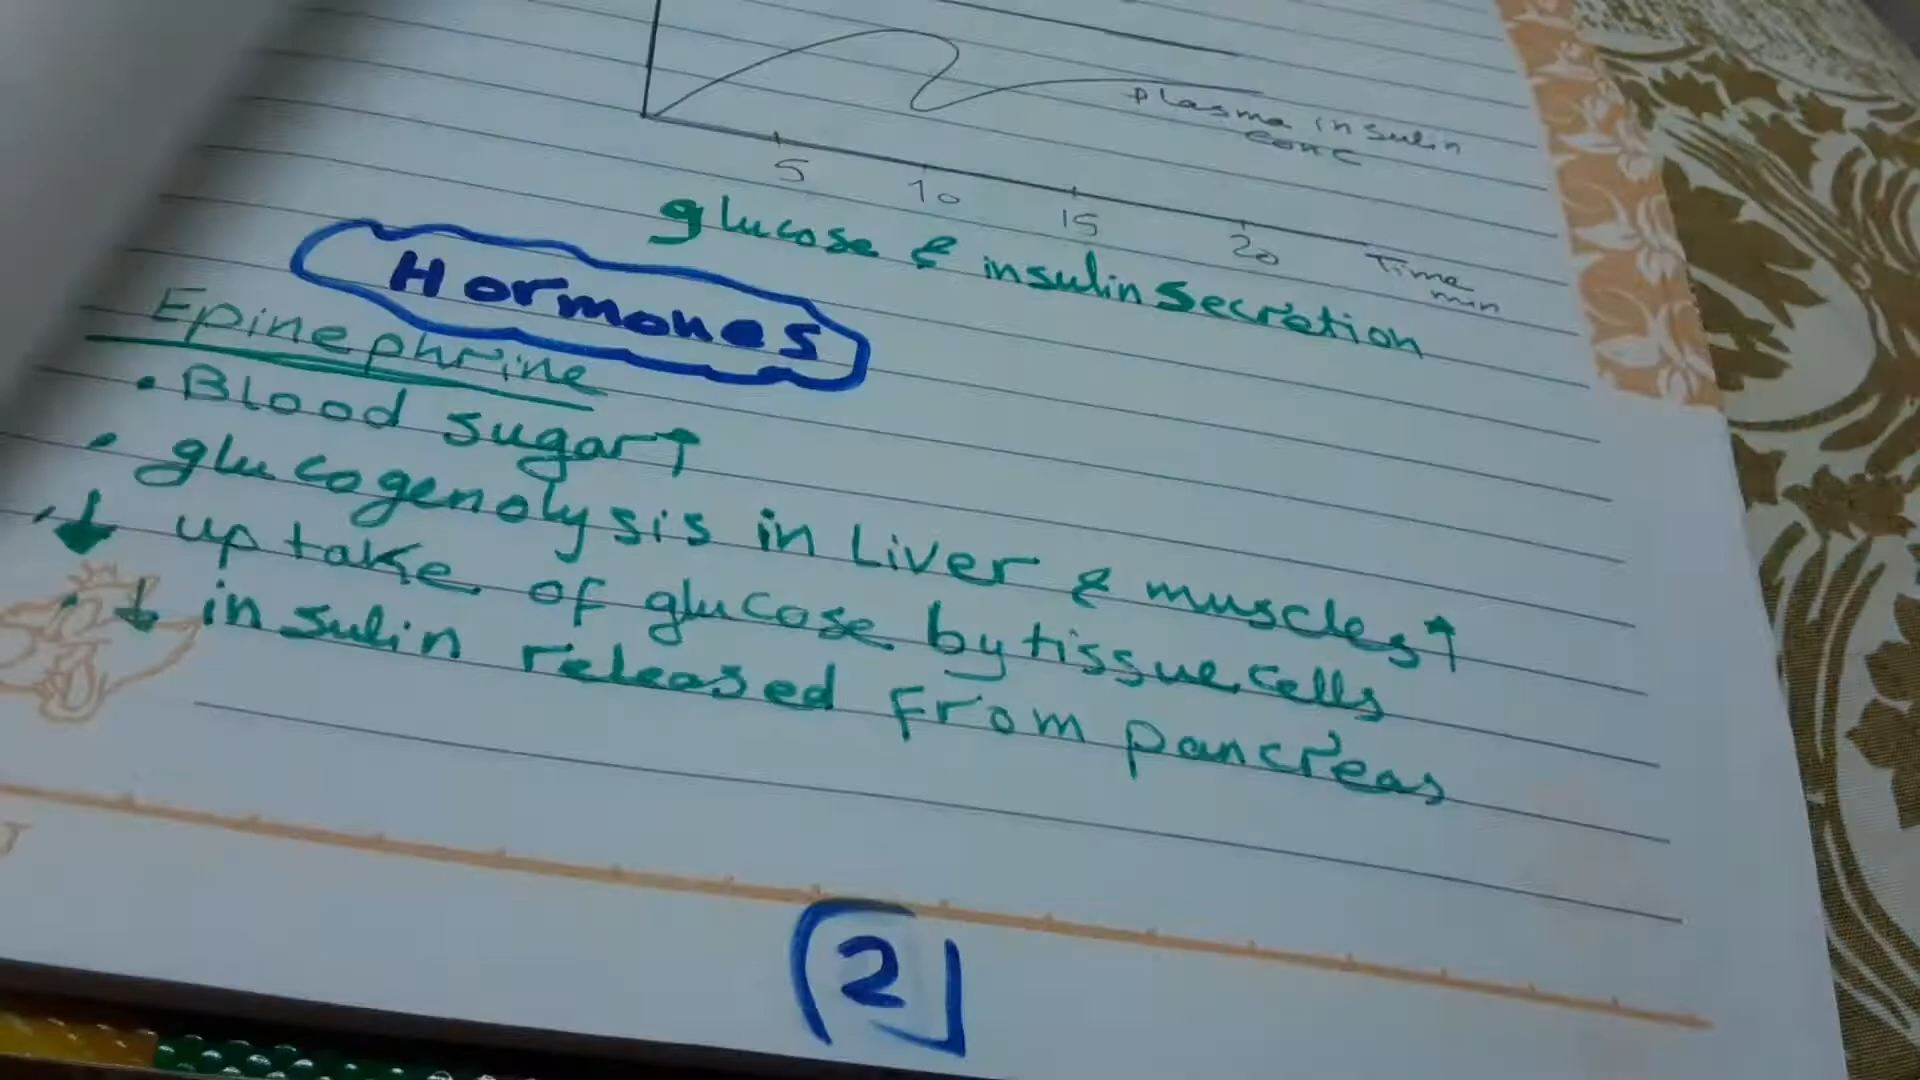 plasma insulin
conc
5 10 15 20 Time
min
glucose & insulin secretion
Hormones
Epinephrine
• Blood sugar↑
• glucogenolysis in Liver & muscles↑
• ↓ uptake of glucose by tissue cells
• ↓ insulin released from pancreas
2